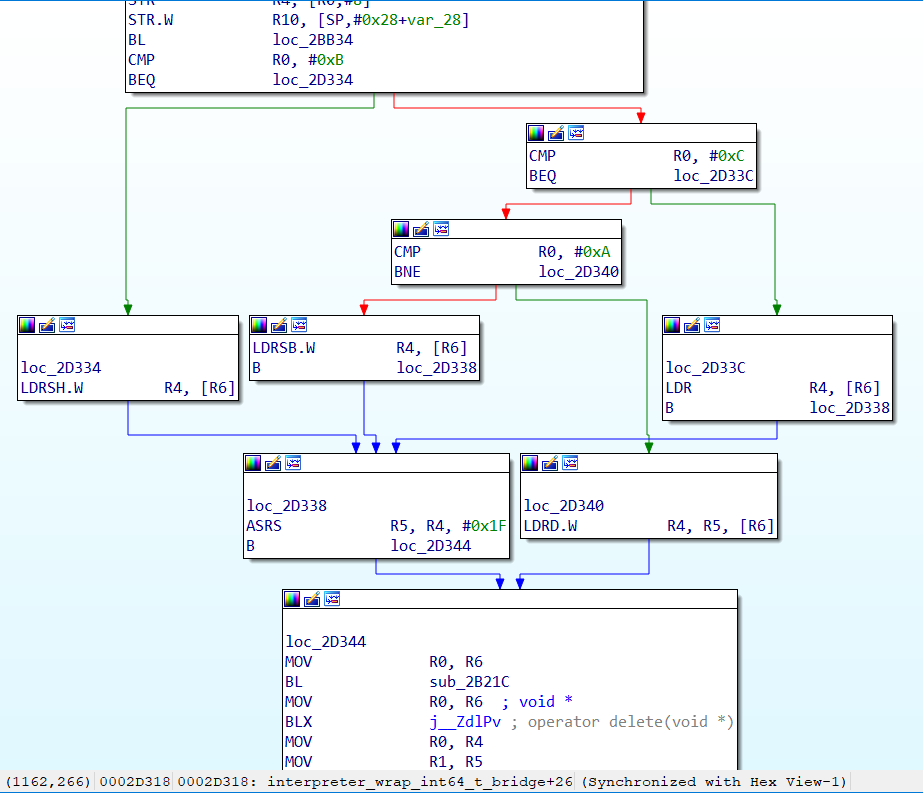 STR R4, [R0,#8]
STR.W R10, [SP,#0x28+var_28]
BL loc_2BB34
CMP R0, #0xB
BEQ loc_2D334
CMP R0, #0xC
BEQ loc_2D33C
CMP R0, #0xA
BNE loc_2D340
loc_2D334
LDRSH.W R4, [R6]
LDRSB.W R4, [R6]
B loc_2D338
loc_2D33C
LDR R4, [R6]
B loc_2D338
loc_2D338
ASRS R5, R4, #0x1F
B loc_2D344
loc_2D340
LDRD.W R4, R5, [R6]
loc_2D344
MOV R0, R6
BL sub_2B21C
MOV R0, R6 ; void *
BLX j__ZdlPv ; operator delete(void *)
MOV R0, R4
MOV R1, R5
(1162,266) 0002D318 0002D318: interpreter_wrap_int64_t_bridge+26 (Synchronized with Hex View-1)